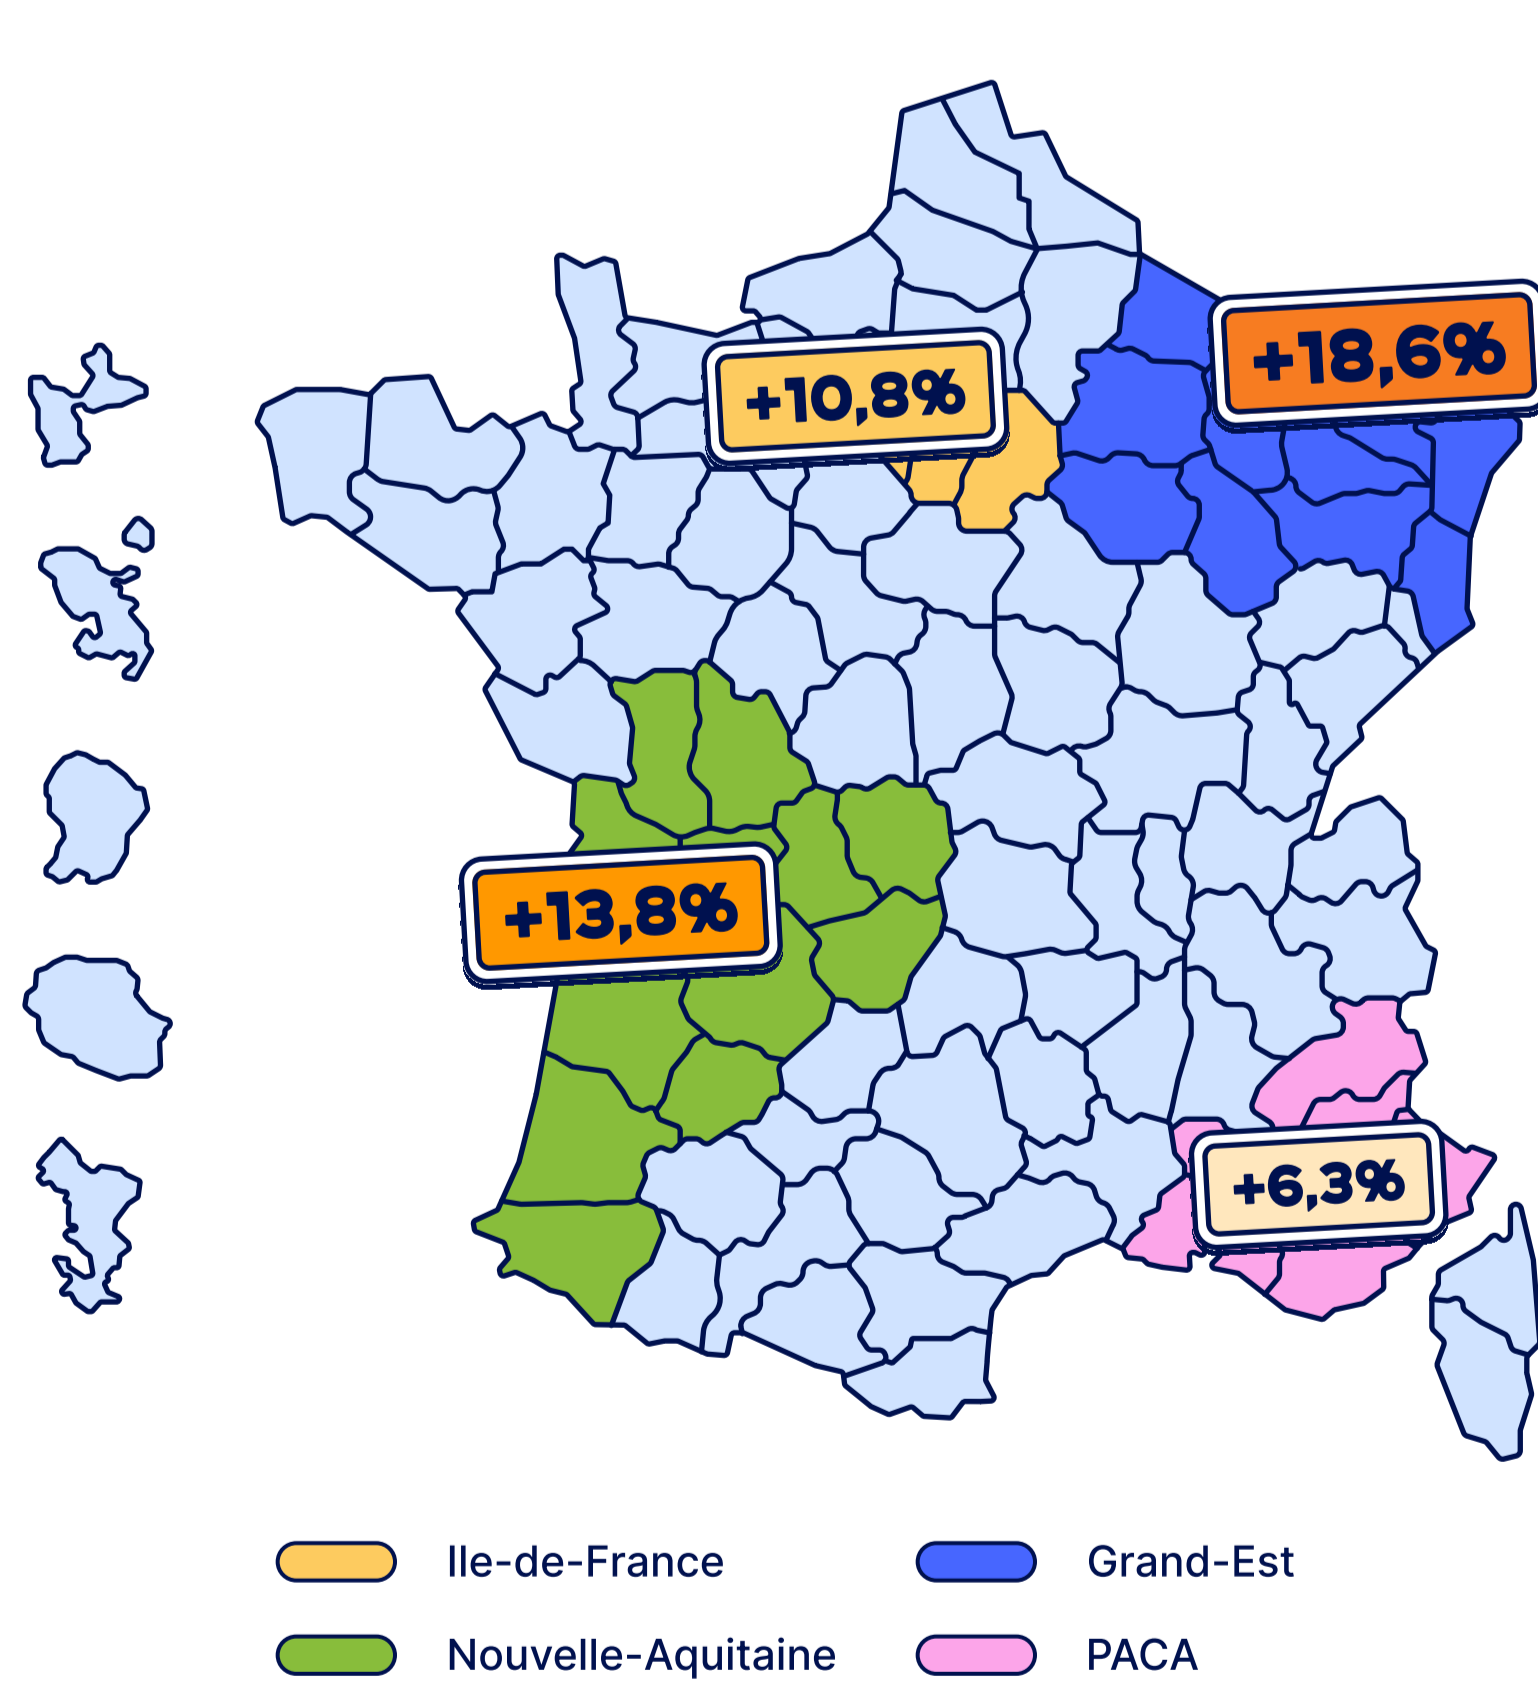 +18,6%
+10,8%
+13,8%
+6,3%
Ile-de-France
Grand-Est
Nouvelle-Aquitaine
PACA